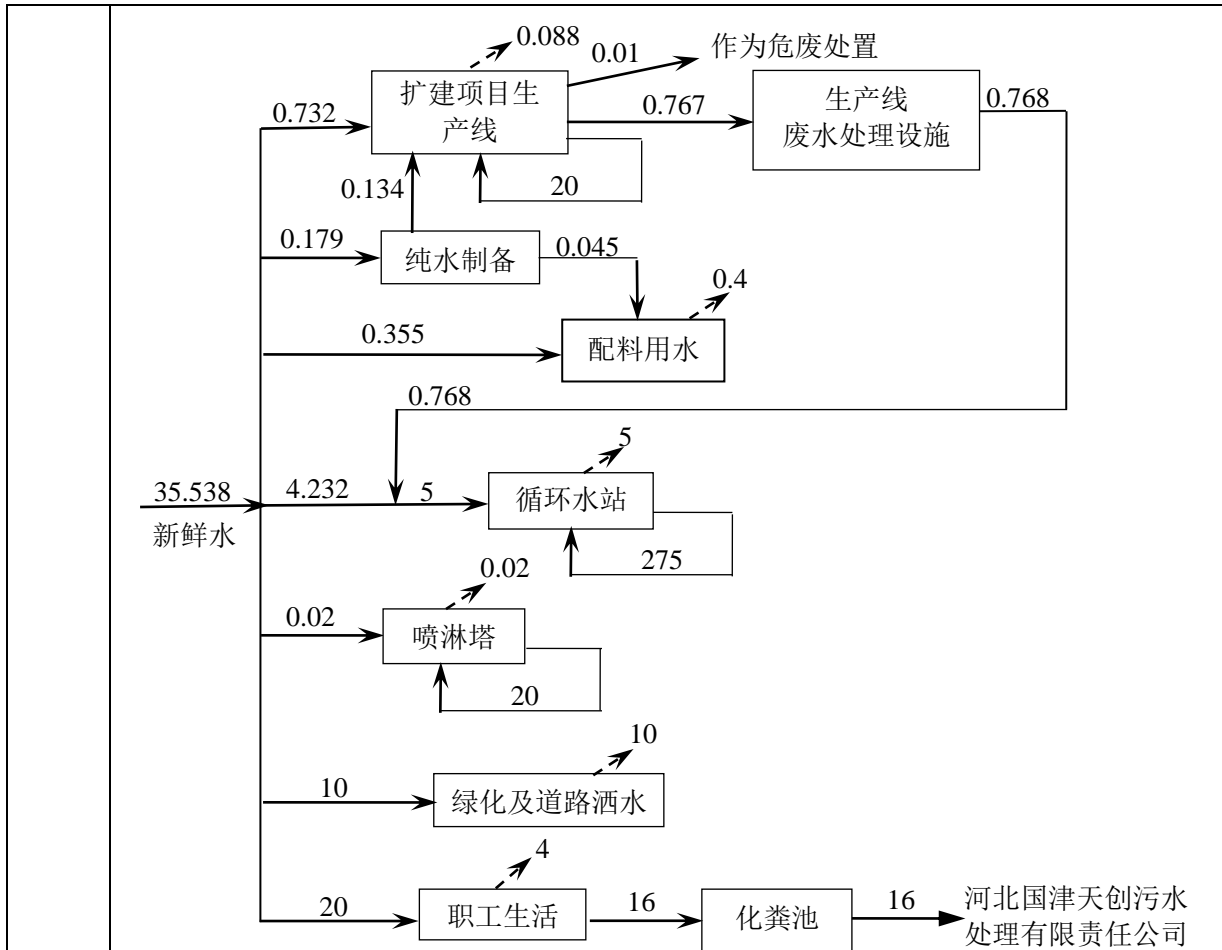 0.088
0.01
作为危废处置
0.732
扩建项目生
产线
0.767
生产线
废水处理设施
0.768
0.134
20
0.179
纯水制备
0.045
0.4
0.355
配料用水
0.768
5
35.538
4.232
5
循环水站
新鲜水
275
0.02
0.02
喷淋塔
20
10
10
绿化及道路洒水
4
20
职工生活
16
化粪池
16
河北国津天创污水
处理有限责任公司